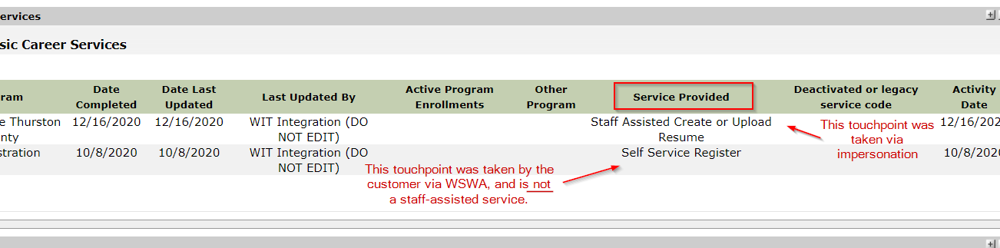 ervices
sic Career Services
ram
Date Completed
Date Last Updated
Last Updated By
Active Program Enrollments
Other Program
Service Provided
Deactivated or legacy service code
Activity Date
e Thurston
nty
12/16/2020
12/16/2020
WIT Integration (DO
NOT EDIT)
Staff Assisted Create or Upload
Resume
This touchpoint was
taken via
impersonation
12/16/202
stration
10/8/2020
10/8/2020
WIT Integration (DO
NOT EDIT)
Self Service Register
10/8/2020
This touchpoint was taken by the
customer via WSWA, and is not
a staff-assisted service.